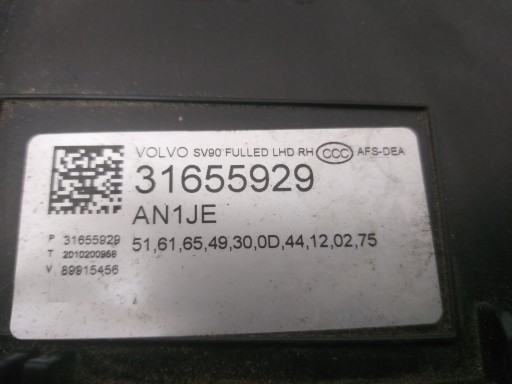 VOLVO SV90 FULLED LHD RH CCC AFS-DEA
31655929
AN1JE
P 31655929
51,61,65,49,30,0D,44,12,02,75
T 2010200958
V 89915456